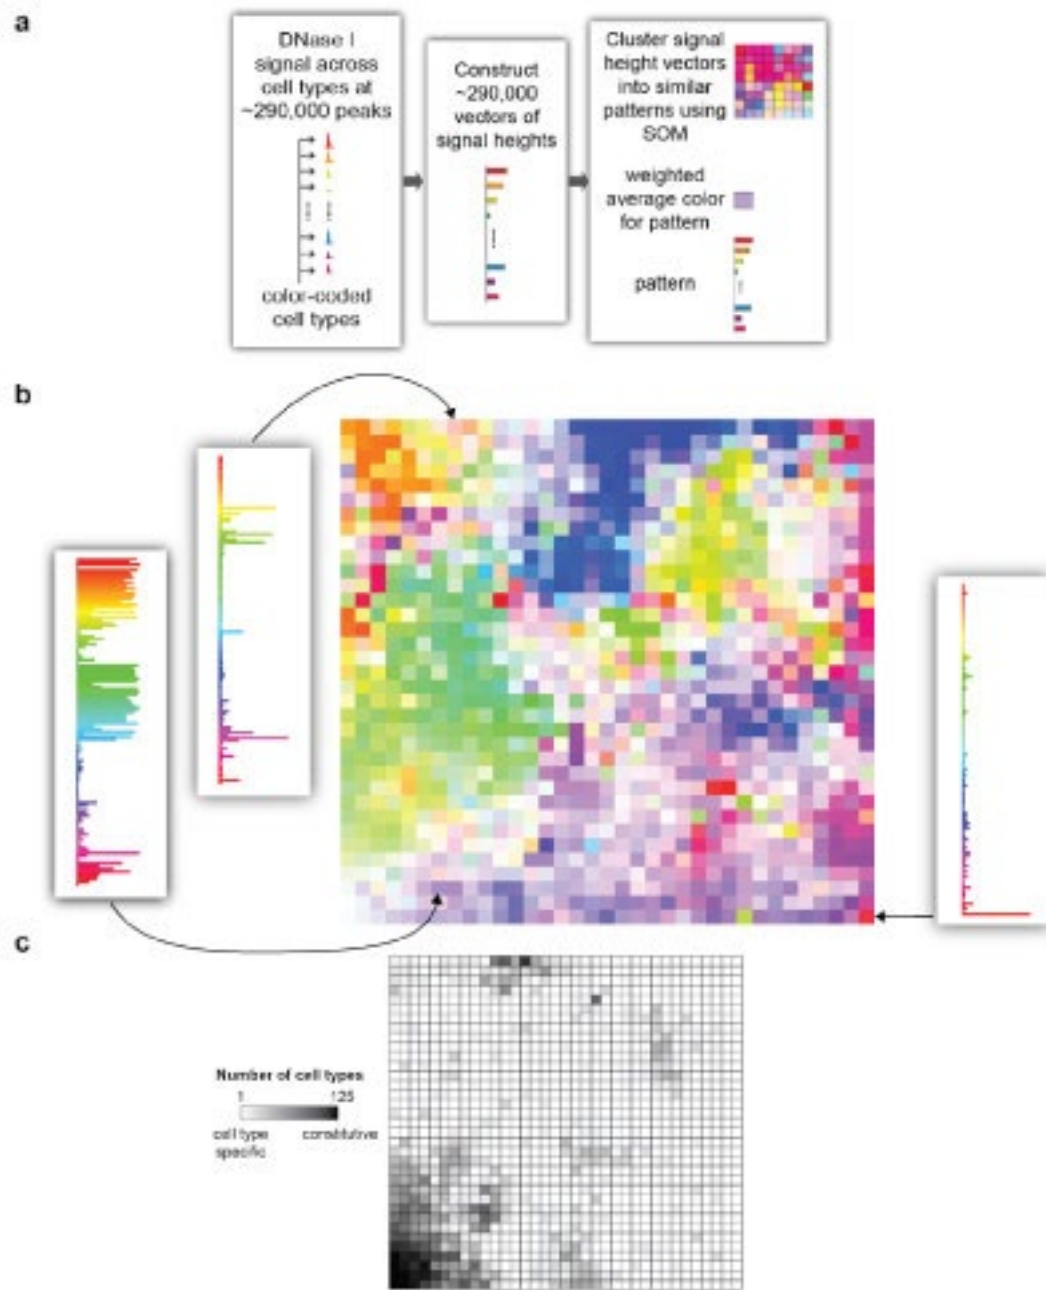 a
DNase I
signal across
cell types at
~290,000 peaks
color-coded
cell types
Construct
~290,000
vectors of
signal heights
Cluster signal
height vectors
into similar
patterns using
SOM
weighted
average color
for pattern
pattern
b
c
Number of cell types
1 125
cell type
specific
constitutive